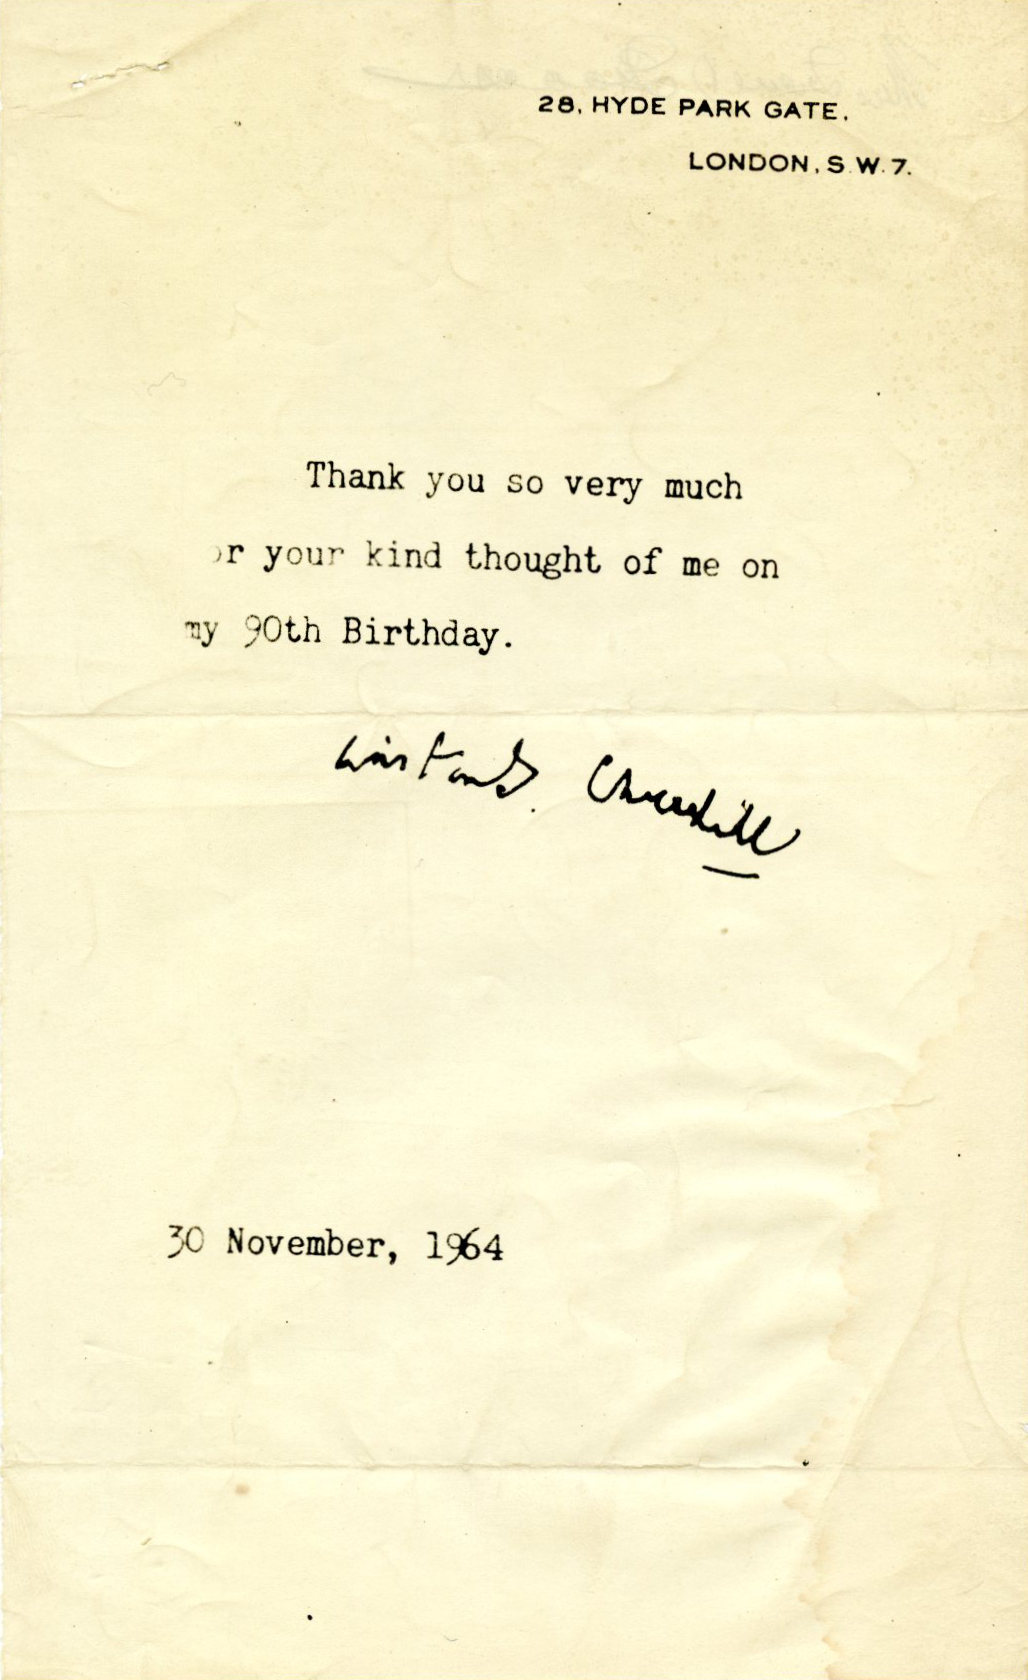 28, HYDE PARK GATE.
LONDON, S.W.7.
Thank you so very much
or your kind thought of me on
my 90th Birthday.
Winston S. Churchill
30 November, 1964